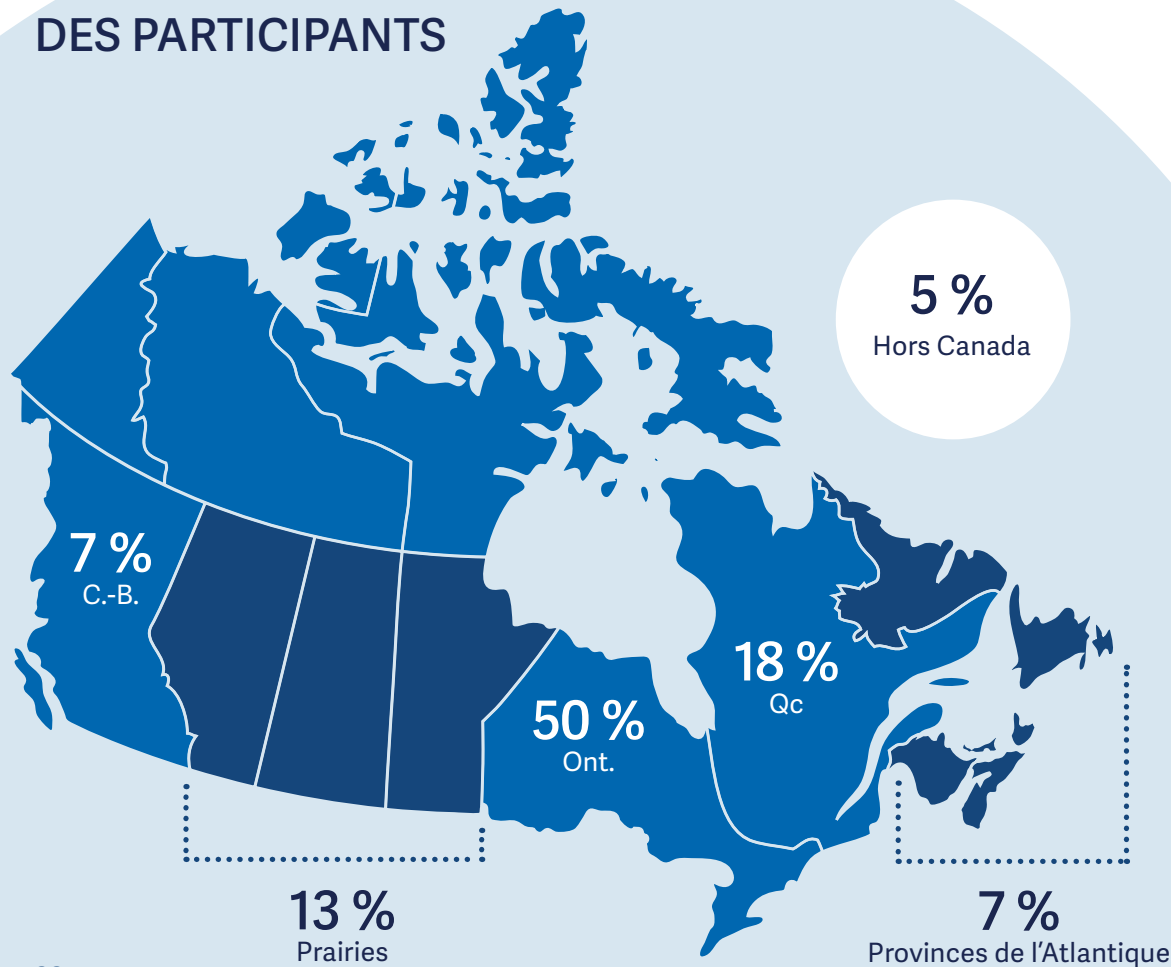 DES PARTICIPANTS
5 %
Hors Canada
7 %
C.-B.
18 %
Qc
50 %
Ont.
13 %
Prairies
7 %
Provinces de l'Atlantique